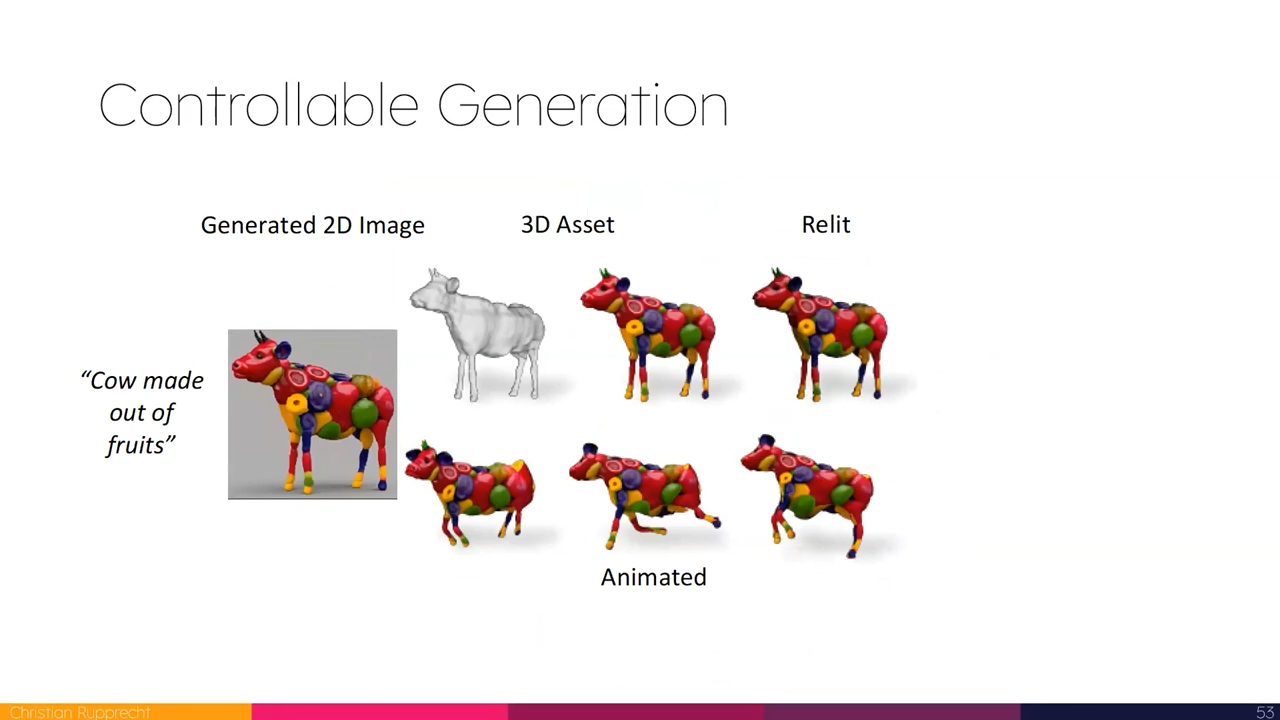 Controllable Generation
Generated 2D Image
3D Asset
Relit
“Cow made
out of
fruits”
Animated
Christian Rupprecht
53